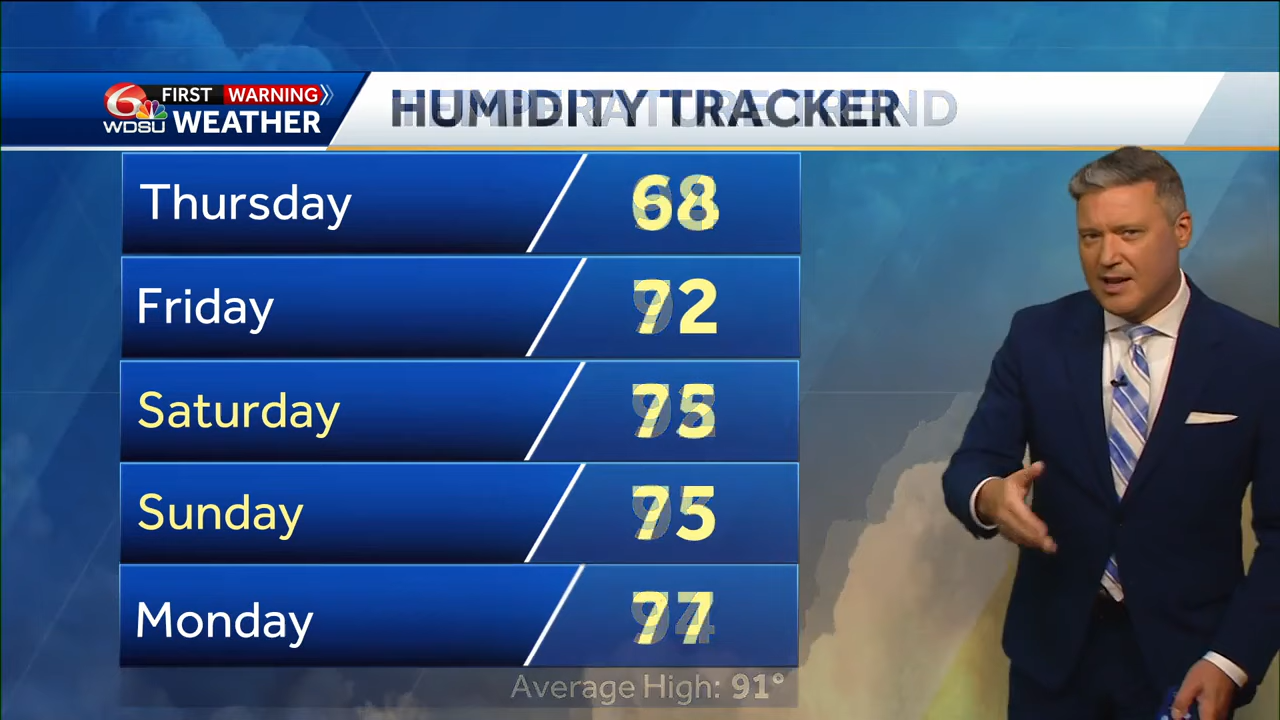 6
WDSU
FIRST WARNING
WEATHER
HUMIDITY TRACKER
Thursday 68
Friday 72
Saturday 75
Sunday 75
Monday 77
Average High: 91°